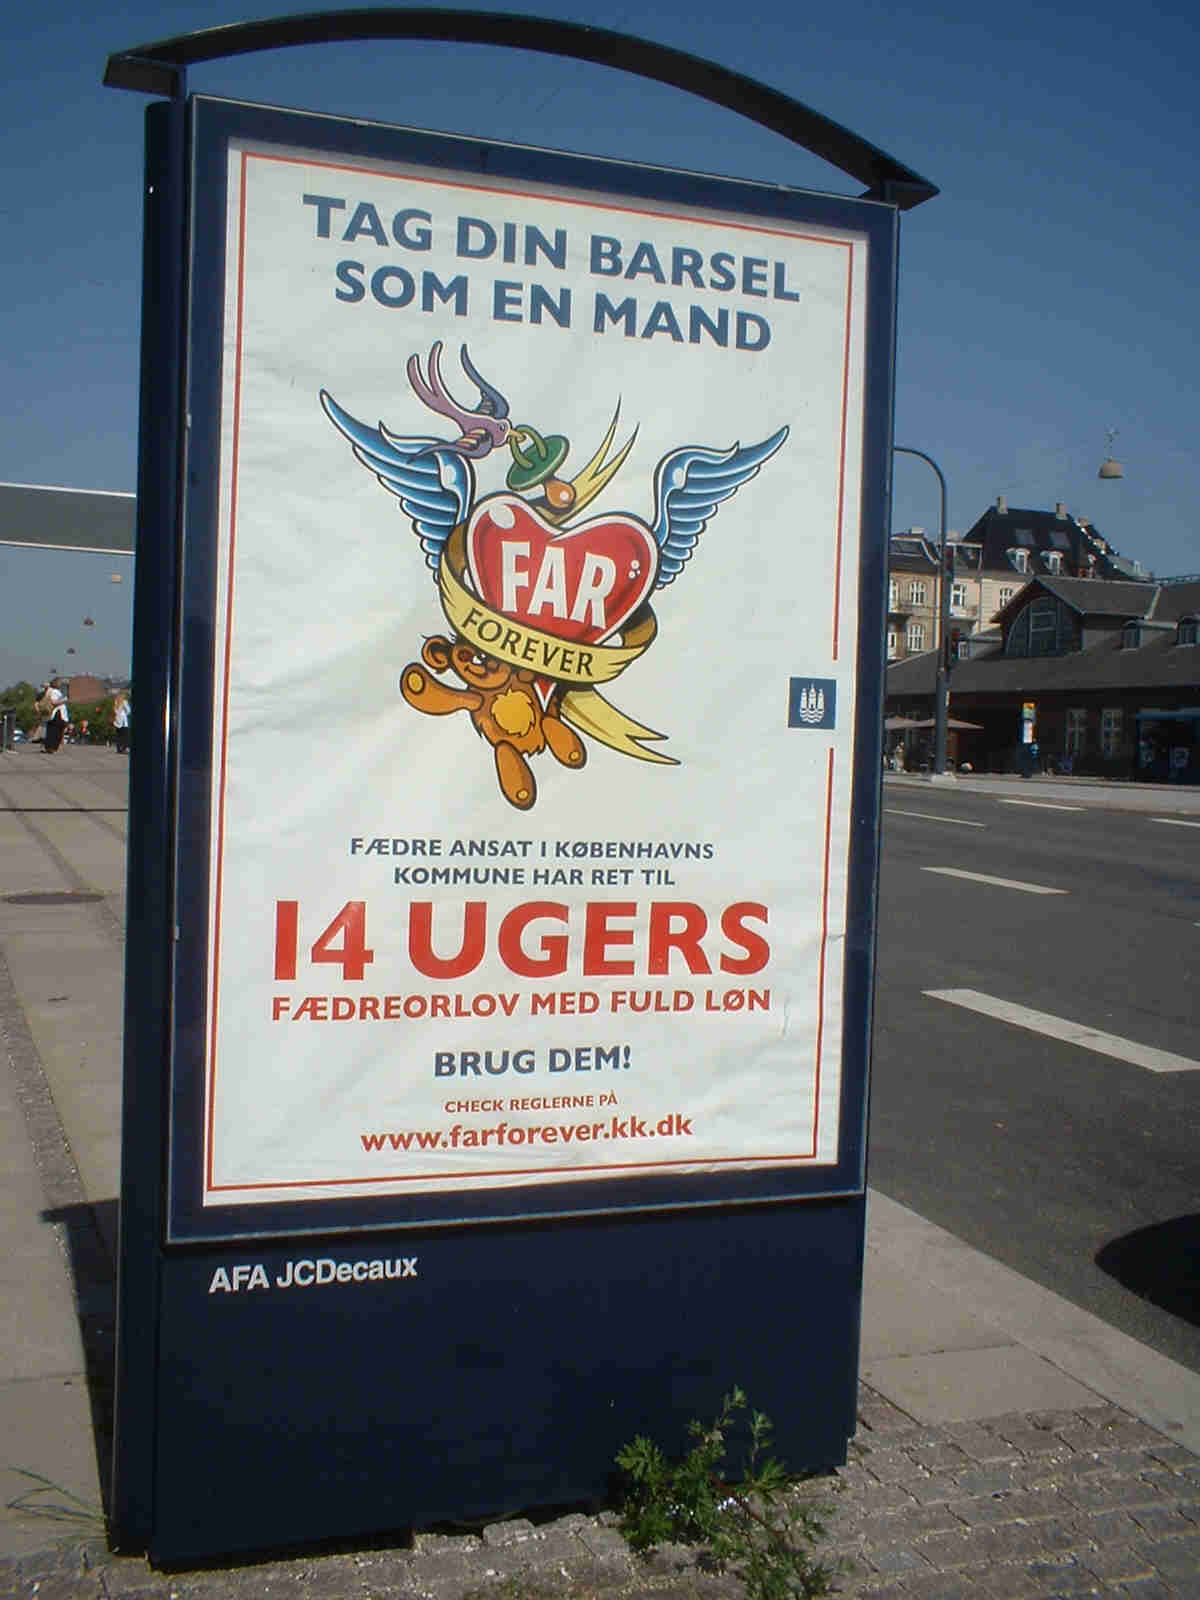 TAG DIN BARSEL
SOM EN MAND
FAR
FOREVER
FÆDRE ANSAT I KØBENHAVNS
KOMMUNE HAR RET TIL
14 UGERS
FÆDREORLOV MED FULD LØN
BRUG DEM!
CHECK REGLERNE PÅ
www.farforever.kk.dk
AFA JCDecaux